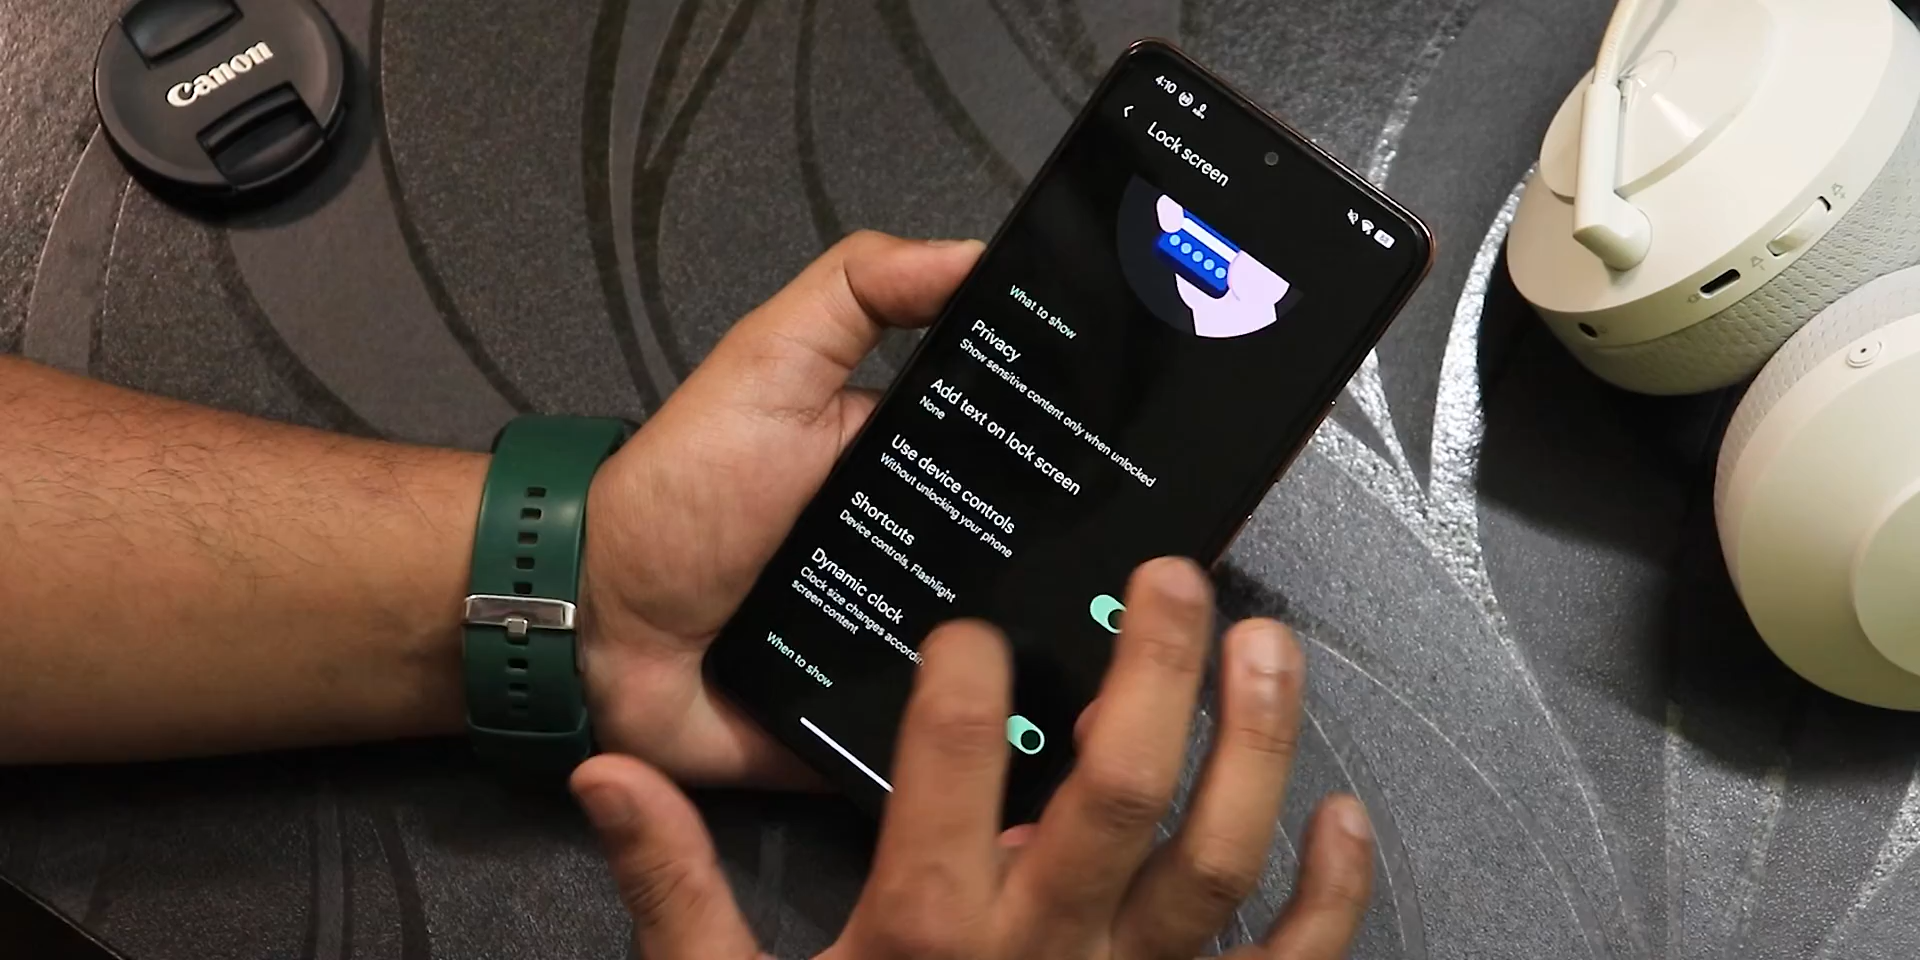 Canon
4:10
Lock screen
What to show
Privacy
Show sensitive content only when unlocked
Add text on lock screen
None
Use device controls
Without unlocking your phone
Shortcuts
Device controls, Flashlight
Dynamic clock
Clock size changes accordin
screen content
When to show